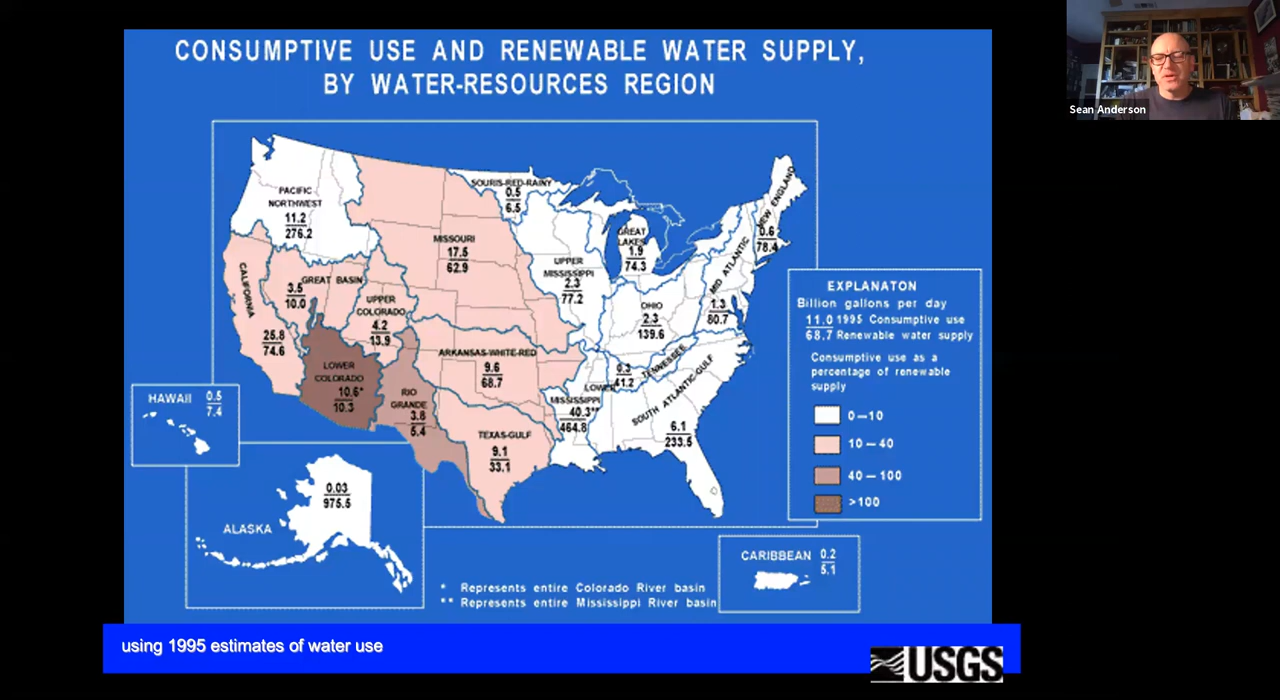 CONSUMPTIVE USE AND RENEWABLE WATER SUPPLY,
BY WATER-RESOURCES REGION
Sean Anderson
PACIFIC
NORTHWEST
11.2
276.2
SOURIS-RED-RAINY
0.5
6.5
NEW ENGLAND
0.6
78.4
MISSOURI
17.5
62.9
GREAT
LAKES
1.9
74.3
UPPER
MISSISSIPPI
2.3
77.2
MID ATLANTIC
1.3
80.7
CALIFORNIA
25.8
74.6
GREAT BASIN
3.5
10.0
UPPER
COLORADO
4.2
13.9
OHIO
2.3
139.6
ARKANSAS-WHITE-RED
9.6
68.7
TENNESSEE
0.3
41.2
LOWER
COLORADO
10.6*
10.3
RIO
GRANDE
3.8
5.4
LOWER
MISSISSIPPI
40.3**
464.8
SOUTH ATLANTIC-GULF
6.1
233.5
TEXAS-GULF
9.1
33.1
HAWAII
0.5
7.4
ALASKA
0.03
975.5
CARIBBEAN
0.2
5.1
EXPLANATON
Billion gallons per day
11.0 1995 Consumptive use
68.7 Renewable water supply
Consumptive use as a
percentage of renewable
supply
0–10
10–40
40–100
>100
* Represents entire Colorado River basin
** Represents entire Mississippi River basin
using 1995 estimates of water use
USGS